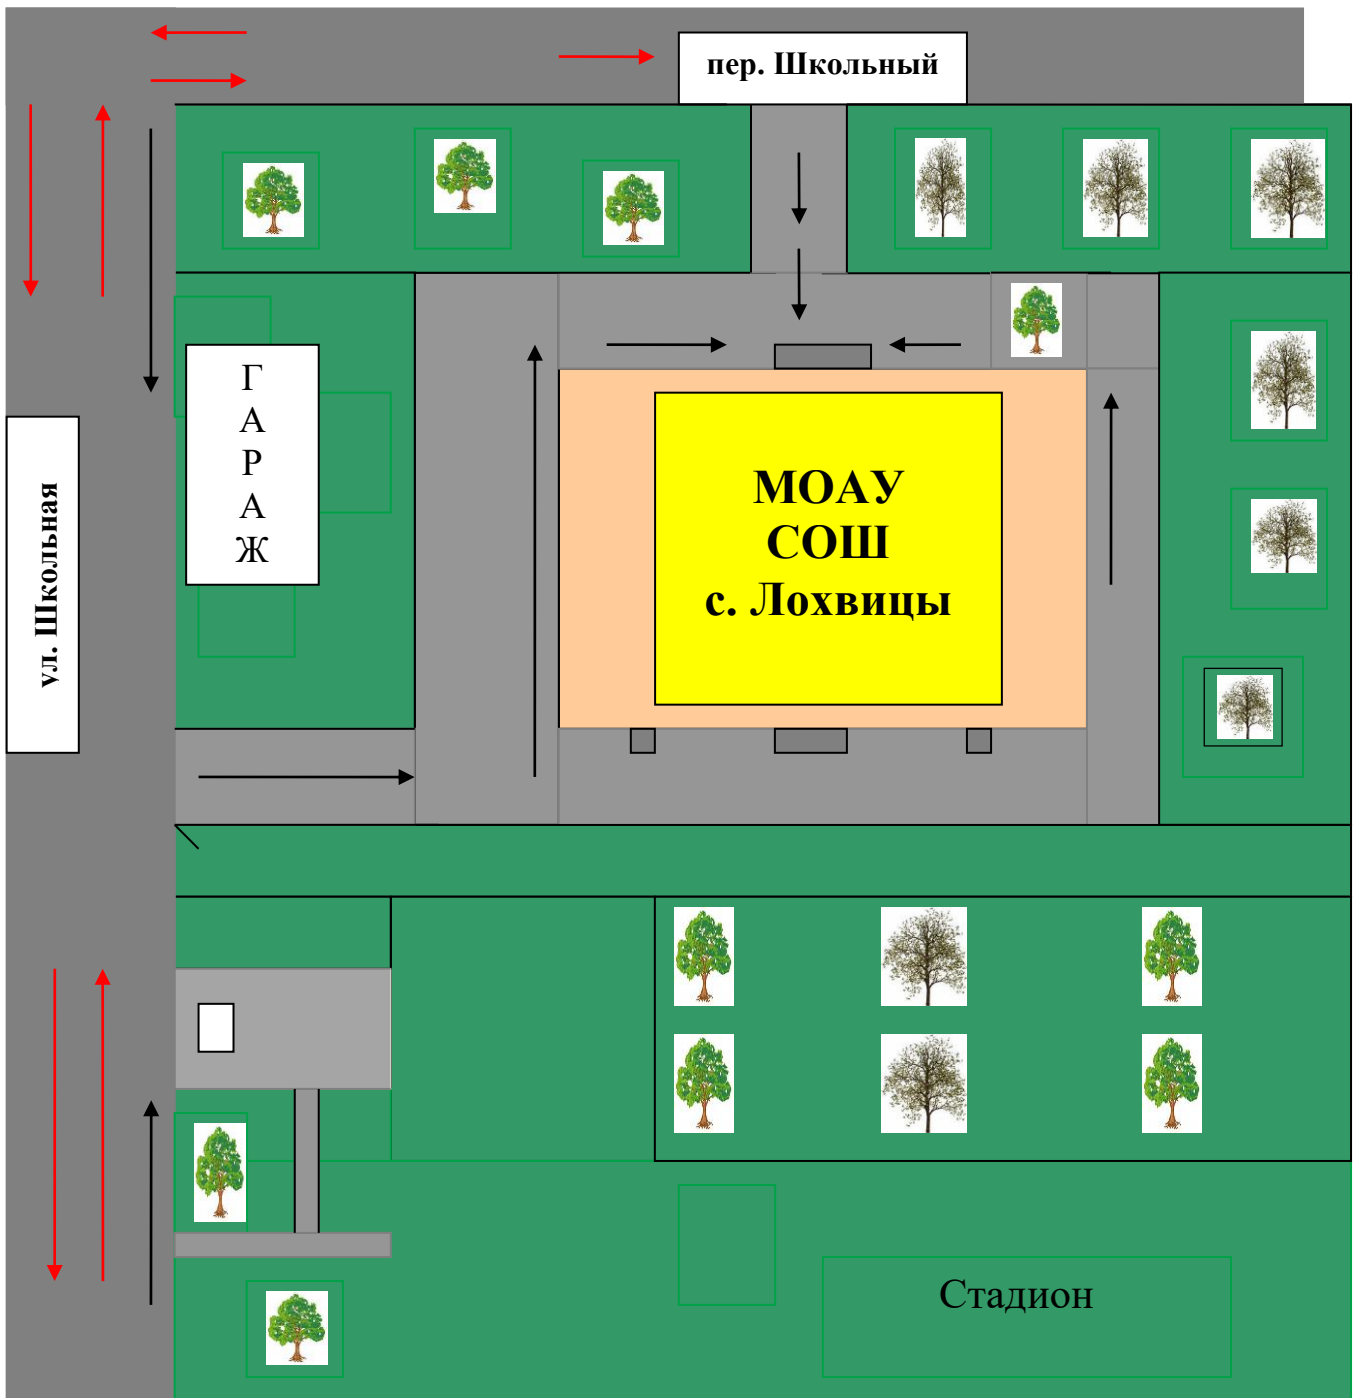 пер. Школьный
Г
А
Р
А
Ж
МОАУ
СОШ
с. Лохвицы
ул. Школьная
Стадион